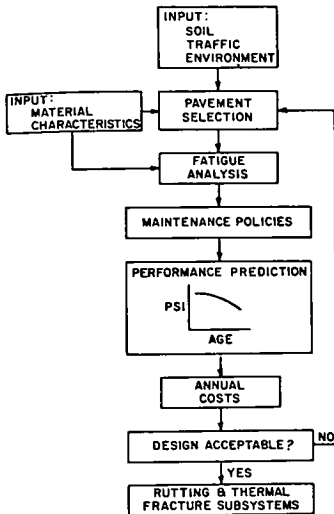 INPUT:
SOIL
TRAFFIC
ENVIRONMENT
INPUT:
MATERIAL
CHARACTERISTICS
PAVEMENT
SELECTION
FATIGUE
ANALYSIS
MAINTENANCE POLICIES
PERFORMANCE PREDICTION
PSI
AGE
ANNUAL
COSTS
DESIGN ACCEPTABLE?
NO
YES
RUTTING & THERMAL
FRACTURE SUBSYSTEMS